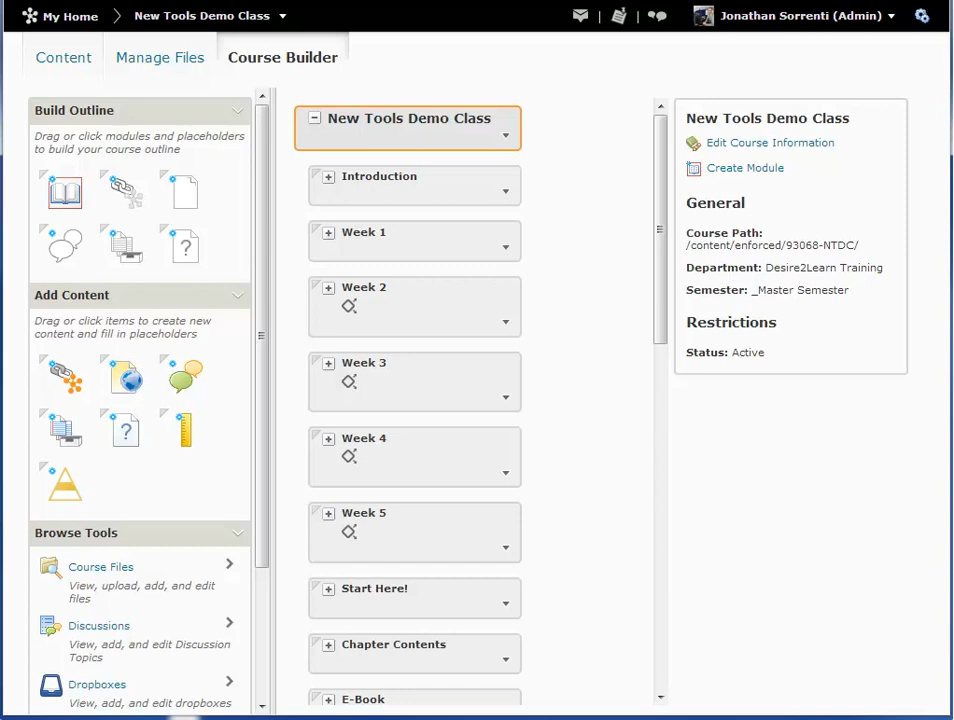 My Home
New Tools Demo Class
Jonathan Sorrenti (Admin)
Content
Manage Files
Course Builder
Build Outline
Drag or click modules and placeholders
to build your course outline
?
Add Content
Drag or click items to create new
content and fill in placeholders
?
Browse Tools
Course Files
View, upload, add, and edit
files
Discussions
View, add, and edit Discussion
Topics
Dropboxes
View, add, and edit dropboxes
New Tools Demo Class
Introduction
Week 1
Week 2
Week 3
Week 4
Week 5
Start Here!
Chapter Contents
E-Book
New Tools Demo Class
Edit Course Information
Create Module
General
Course Path:
/content/enforced/93068-NTDC/
Department: Desire2Learn Training
Semester: _Master Semester
Restrictions
Status: Active